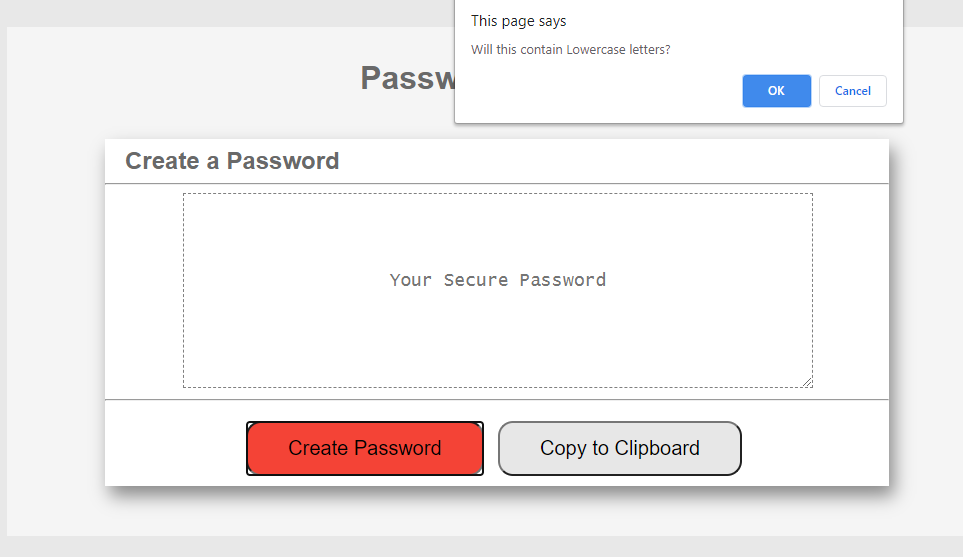 This page says
Will this contain Lowercase letters?
OK
Cancel
Passw
Create a Password
Your Secure Password
Create Password
Copy to Clipboard